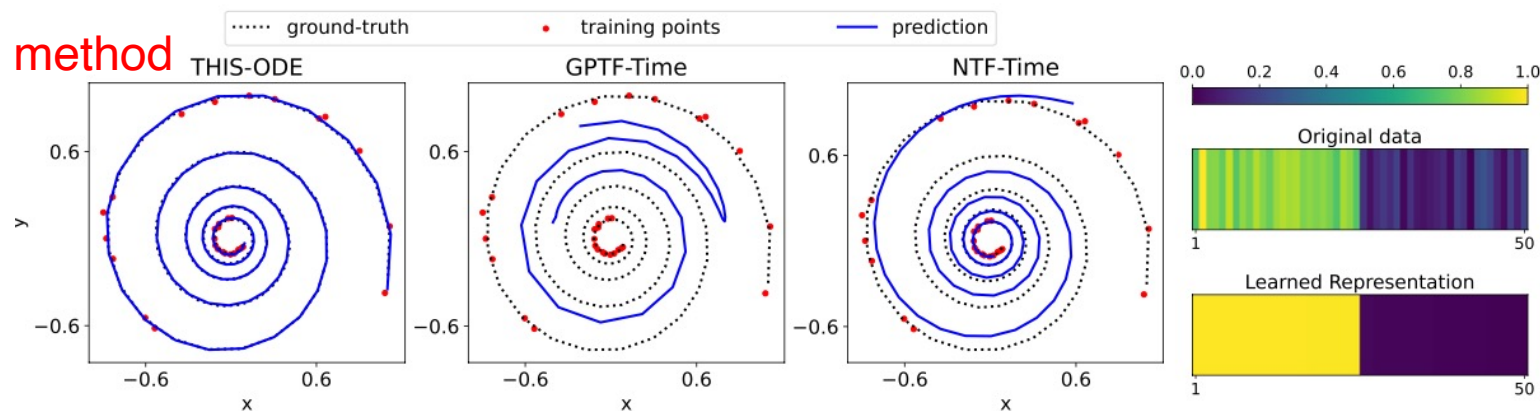 ground-truth training points prediction
method
THIS-ODE GPTF-Time NTF-Time
0.0 0.2 0.4 0.6 0.8 1.0
Original data
0.6 0.6 0.6
y
1 50
Learned Representation
−0.6 −0.6 −0.6
−0.6 0.6 −0.6 0.6 −0.6 0.6
1 50
x x x